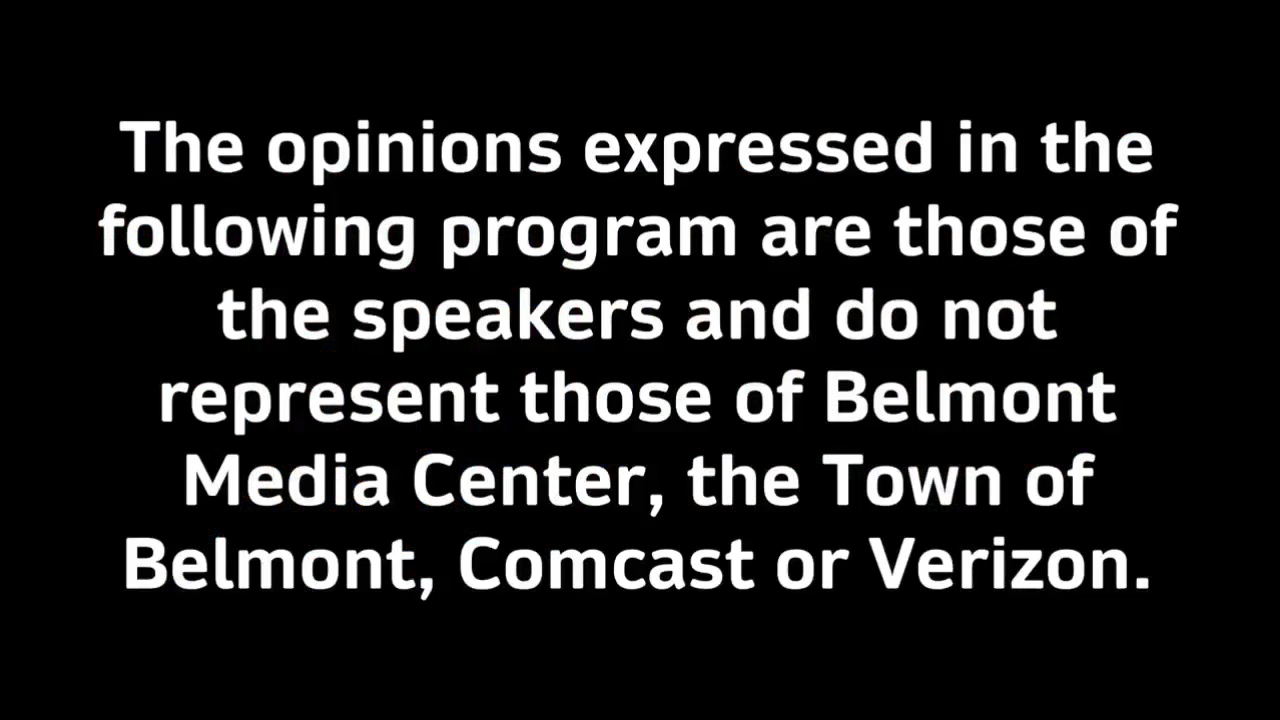 The opinions expressed in the
following program are those of
the speakers and do not
represent those of Belmont
Media Center, the Town of
Belmont, Comcast or Verizon.